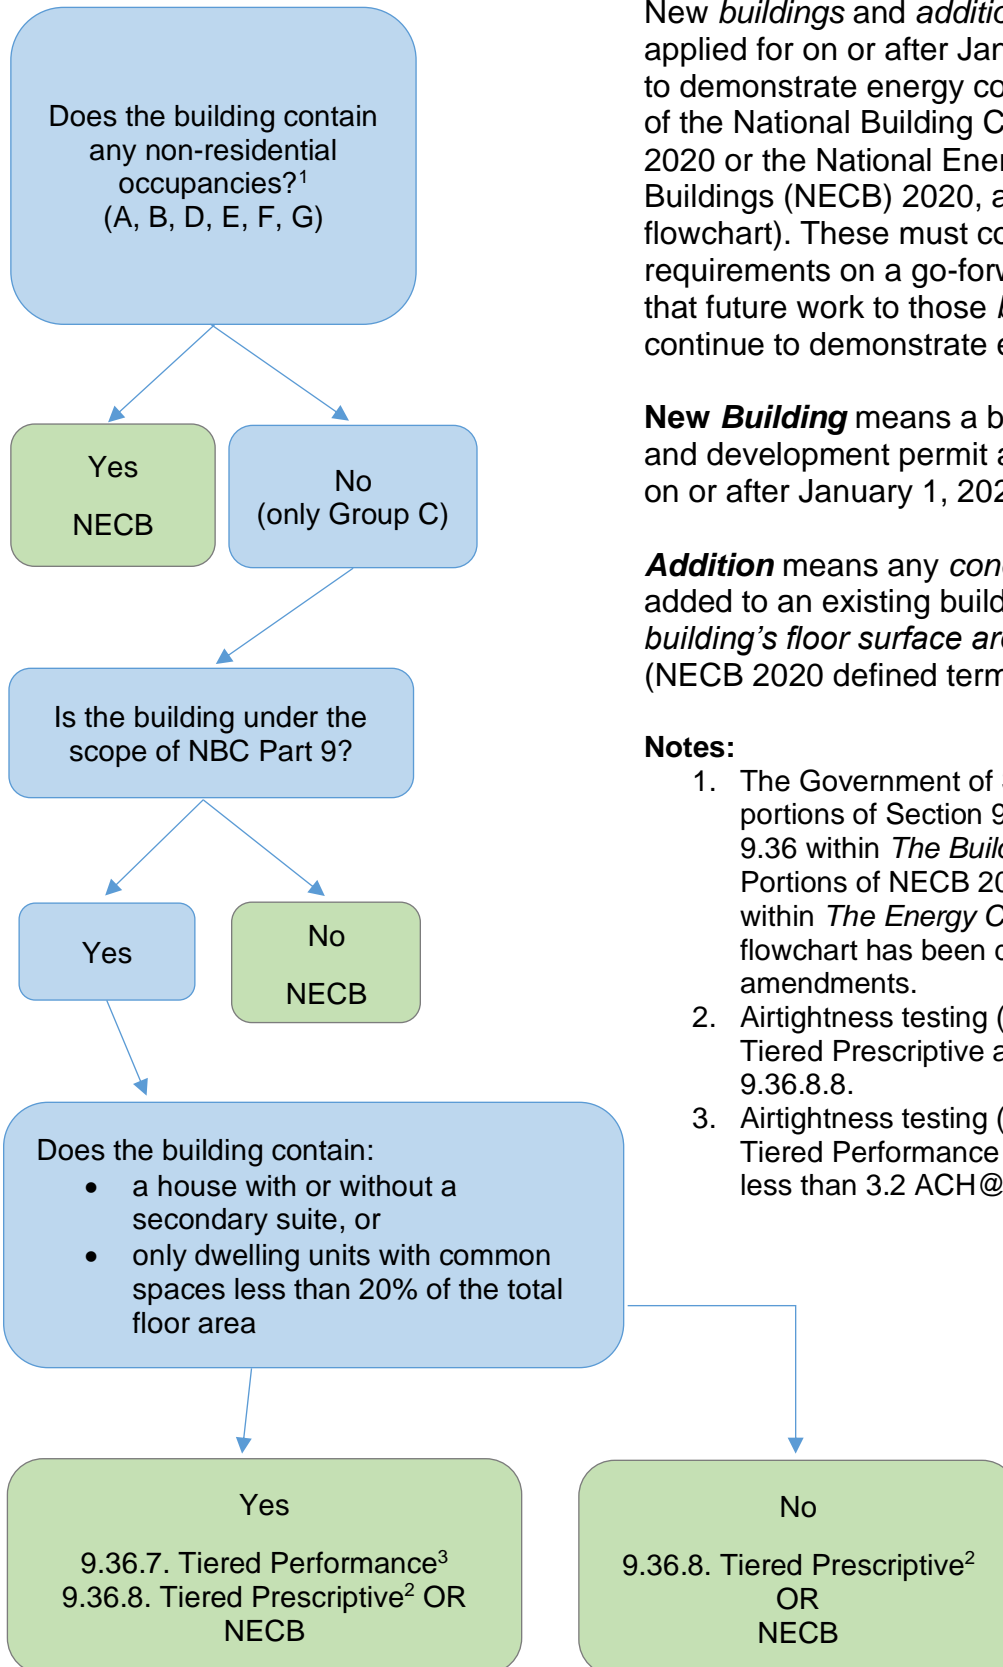 Does the building contain
any non-residential
occupancies?1
(A, B, D, E, F, G)
Yes
NECB
No
(only Group C)
Is the building under the
scope of NBC Part 9?
Yes
No
NECB
Does the building contain:
• a house with or without a
secondary suite, or
• only dwelling units with common
spaces less than 20% of the total
floor area
Yes
9.36.7. Tiered Performance3
9.36.8. Tiered Prescriptive2 OR
NECB
No
9.36.8. Tiered Prescriptive2
OR
NECB
New buildings and
applied for on or after
to demonstrate energy
of the National Building
2020 or the National
Buildings (NECB) 2020,
flowchart). These must
requirements on a
that future work to those
continue to demonstrate
New Building means a
and development permit
on or after January 1,
Addition means any
added to an existing
building's floor surface
(NECB 2020 defined
Notes:
1. The Government of
portions of Section
9.36 within The
Portions of NECB
within The Energy
flowchart has been
amendments.
2. Airtightness testing
Tiered Prescriptive
9.36.8.8.
3. Airtightness testing
Tiered Performance
less than 3.2 ACH@